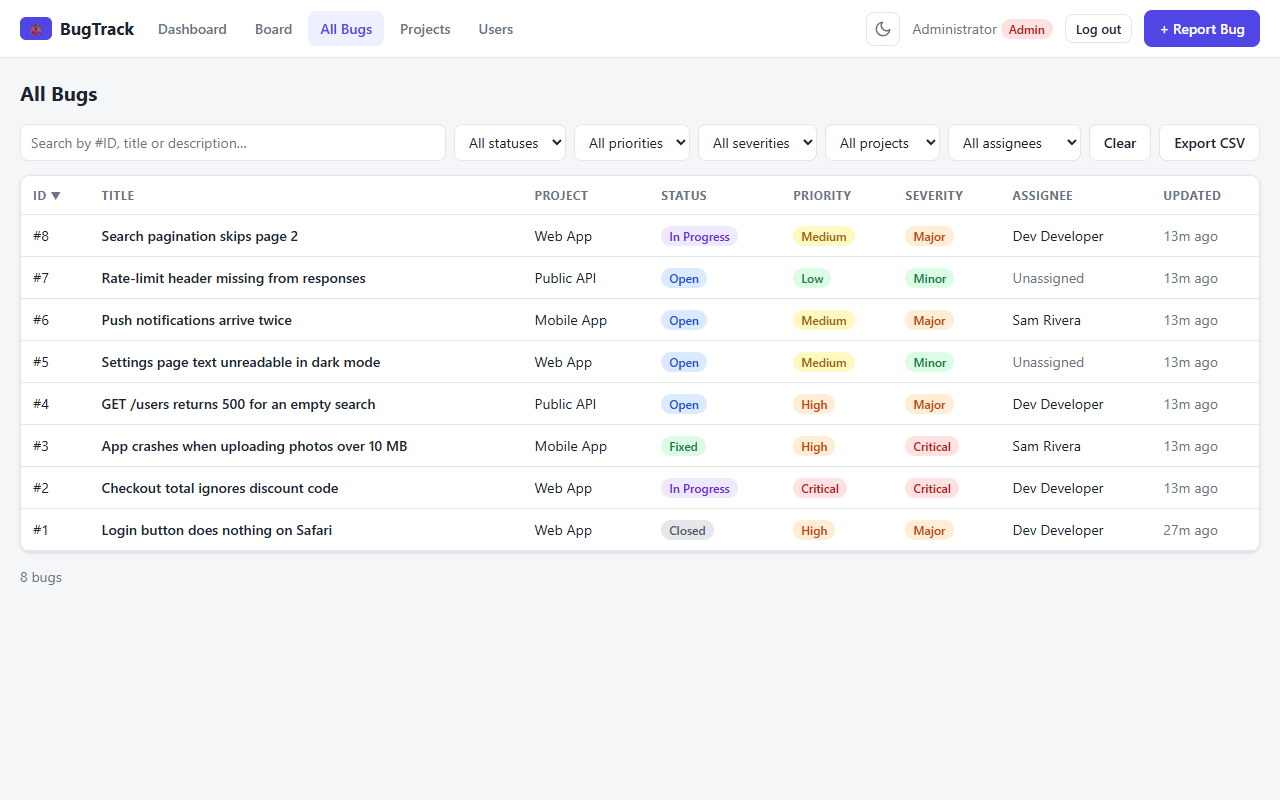 BugTrack Dashboard Board All Bugs Projects Users Administrator Admin Log out + Report Bug
All Bugs
Search by #ID, title or description... All statuses All priorities All severities All projects All assignees Clear Export CSV
ID ▼ TITLE PROJECT STATUS PRIORITY SEVERITY ASSIGNEE UPDATED
#8 Search pagination skips page 2 Web App In Progress Medium Major Dev Developer 13m ago
#7 Rate-limit header missing from responses Public API Open Low Minor Unassigned 13m ago
#6 Push notifications arrive twice Mobile App Open Medium Major Sam Rivera 13m ago
#5 Settings page text unreadable in dark mode Web App Open Medium Minor Unassigned 13m ago
#4 GET /users returns 500 for an empty search Public API Open High Major Dev Developer 13m ago
#3 App crashes when uploading photos over 10 MB Mobile App Fixed High Critical Sam Rivera 13m ago
#2 Checkout total ignores discount code Web App In Progress Critical Critical Dev Developer 13m ago
#1 Login button does nothing on Safari Web App Closed High Major Dev Developer 27m ago
8 bugs